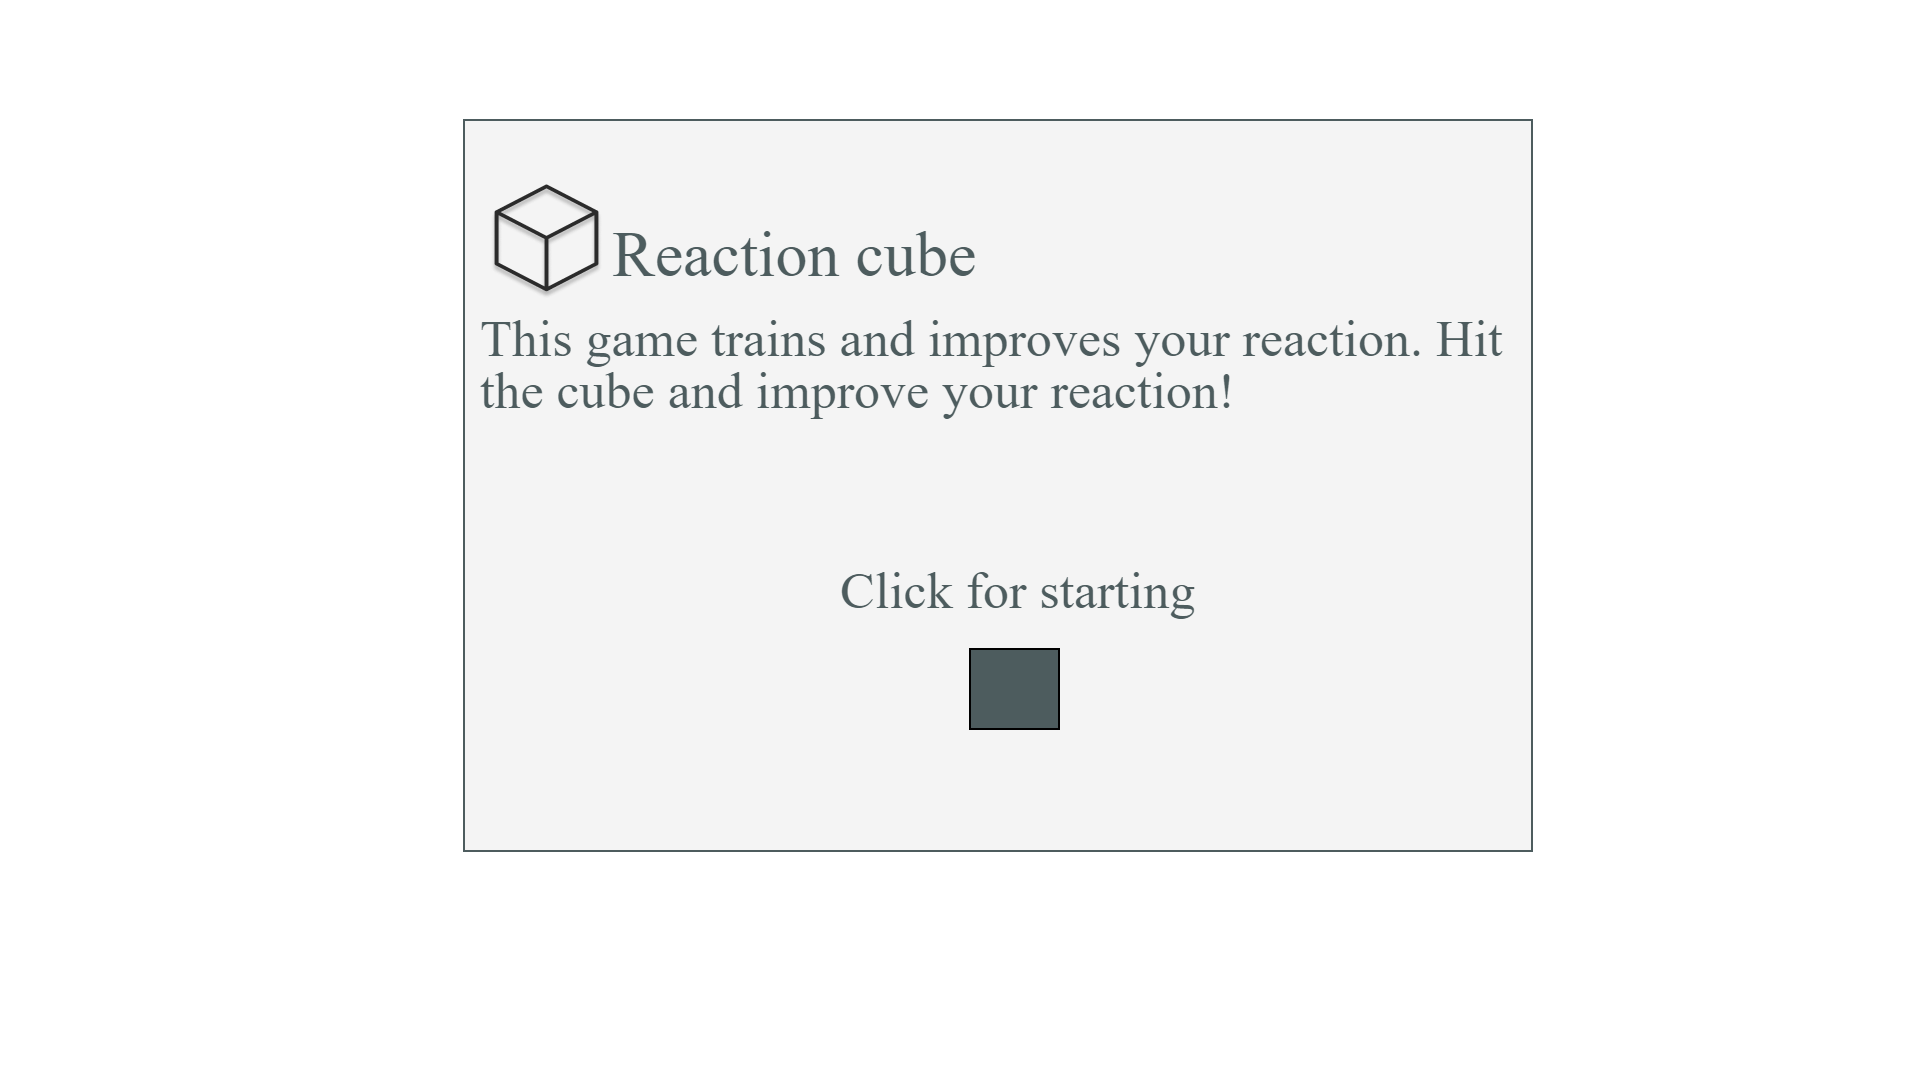 Reaction cube
This game trains and improves your reaction. Hit
the cube and improve your reaction!
Click for starting